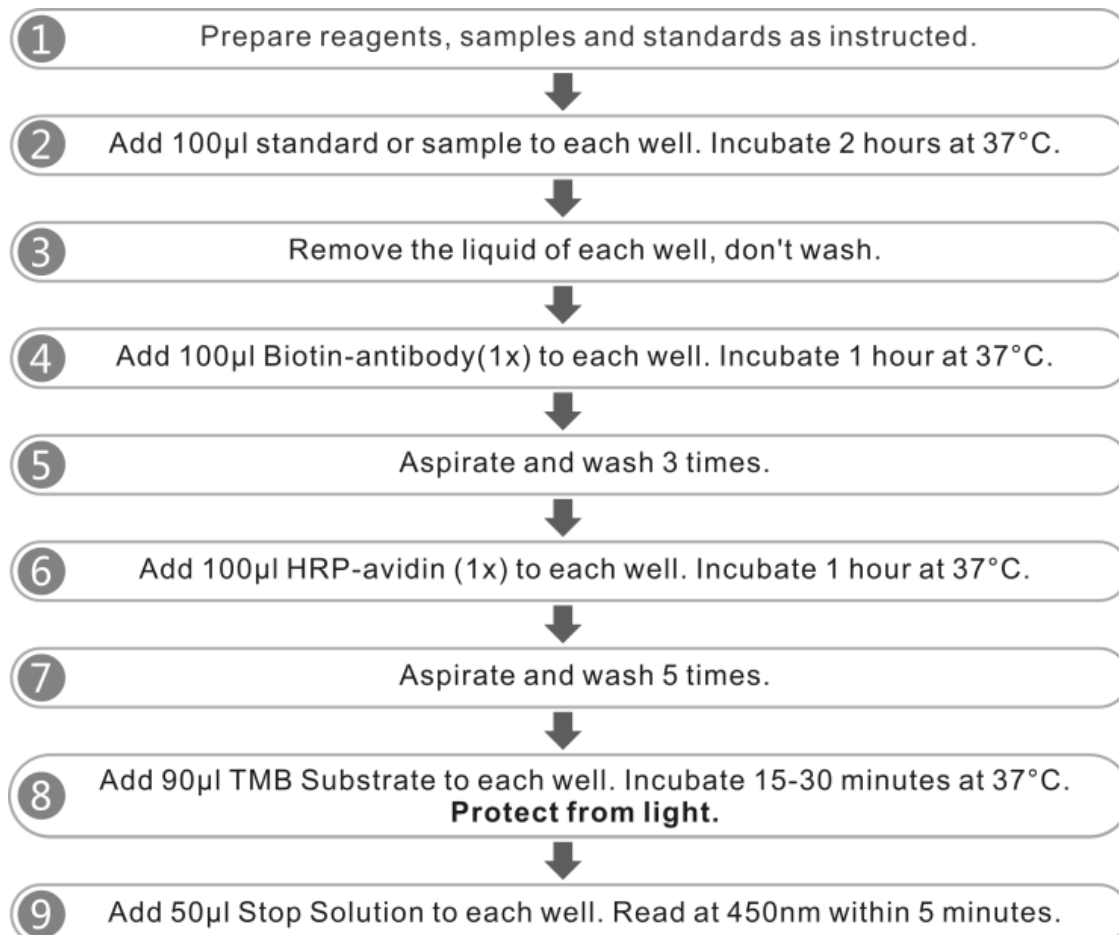 1 Prepare reagents, samples and standards as instructed.
2 Add 100µl standard or sample to each well. Incubate 2 hours at 37°C.
3 Remove the liquid of each well, don't wash.
4 Add 100µl Biotin-antibody(1x) to each well. Incubate 1 hour at 37°C.
5 Aspirate and wash 3 times.
6 Add 100µl HRP-avidin (1x) to each well. Incubate 1 hour at 37°C.
7 Aspirate and wash 5 times.
8 Add 90µl TMB Substrate to each well. Incubate 15-30 minutes at 37°C.
Protect from light.
9 Add 50µl Stop Solution to each well. Read at 450nm within 5 minutes.